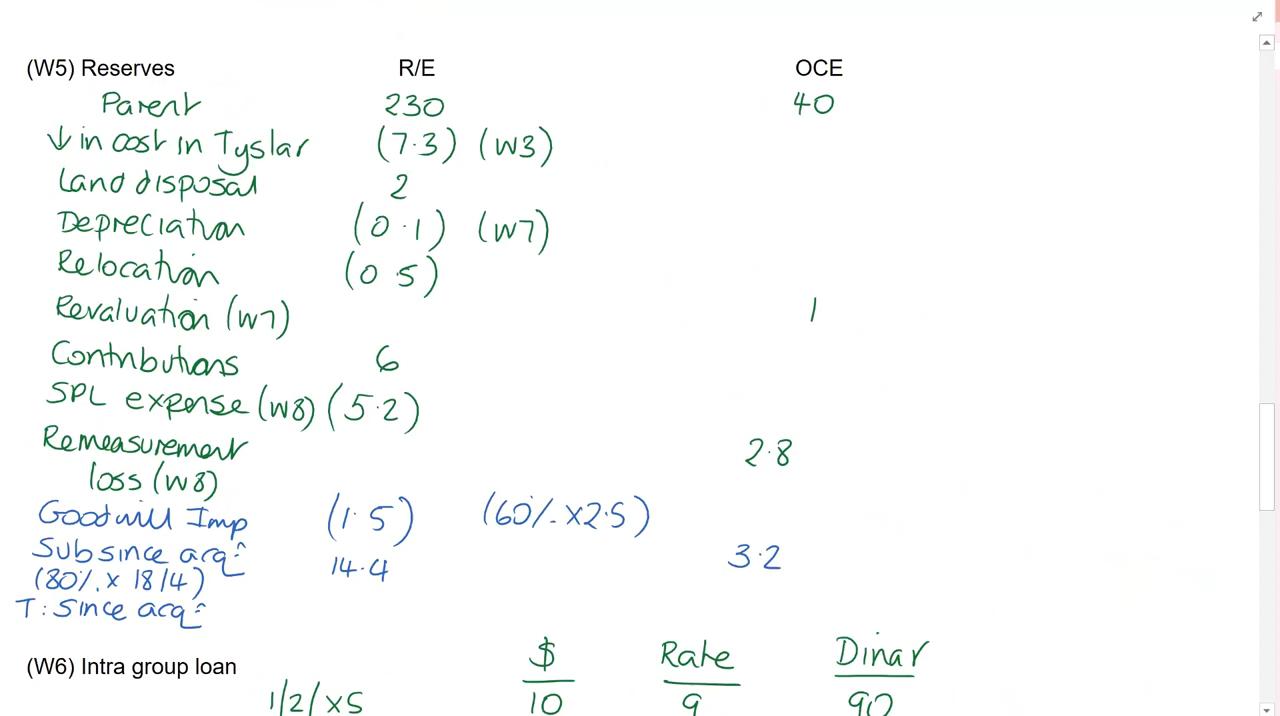 (W5) Reserves R/E OCE
Parent 230 40
↓ in cost in Tyslar (7.3) (W3)
Land disposal 2
Depreciation (0.1) (W7)
Relocation (0.5)
Revaluation (W7) 1
Contributions 6
SPL expense (W8) (5.2)
Remeasurement
loss (W8) 2.8
Goodwill Imp (1.5) (60% x 2.5)
Sub since acq: 14.4 3.2
(80% x 18/4)
T: Since acq:
(W6) Intra group loan $ Rate Dinar
1/2/X5 10 9 90